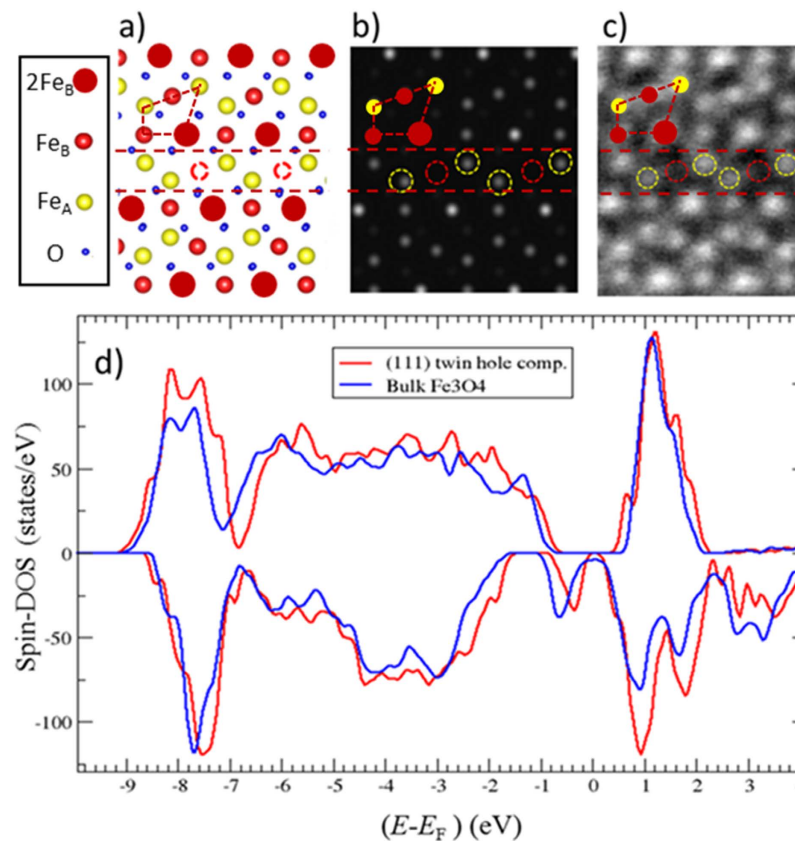 a) b) c)
2Fe_B
Fe_B
Fe_A
O
d)
(111) twin hole comp.
Bulk Fe3O4
Spin-DOS (states/eV)
100
50
0
-50
-100
-9 -8 -7 -6 -5 -4 -3 -2 -1 0 1 2 3
(E-E_F) (eV)